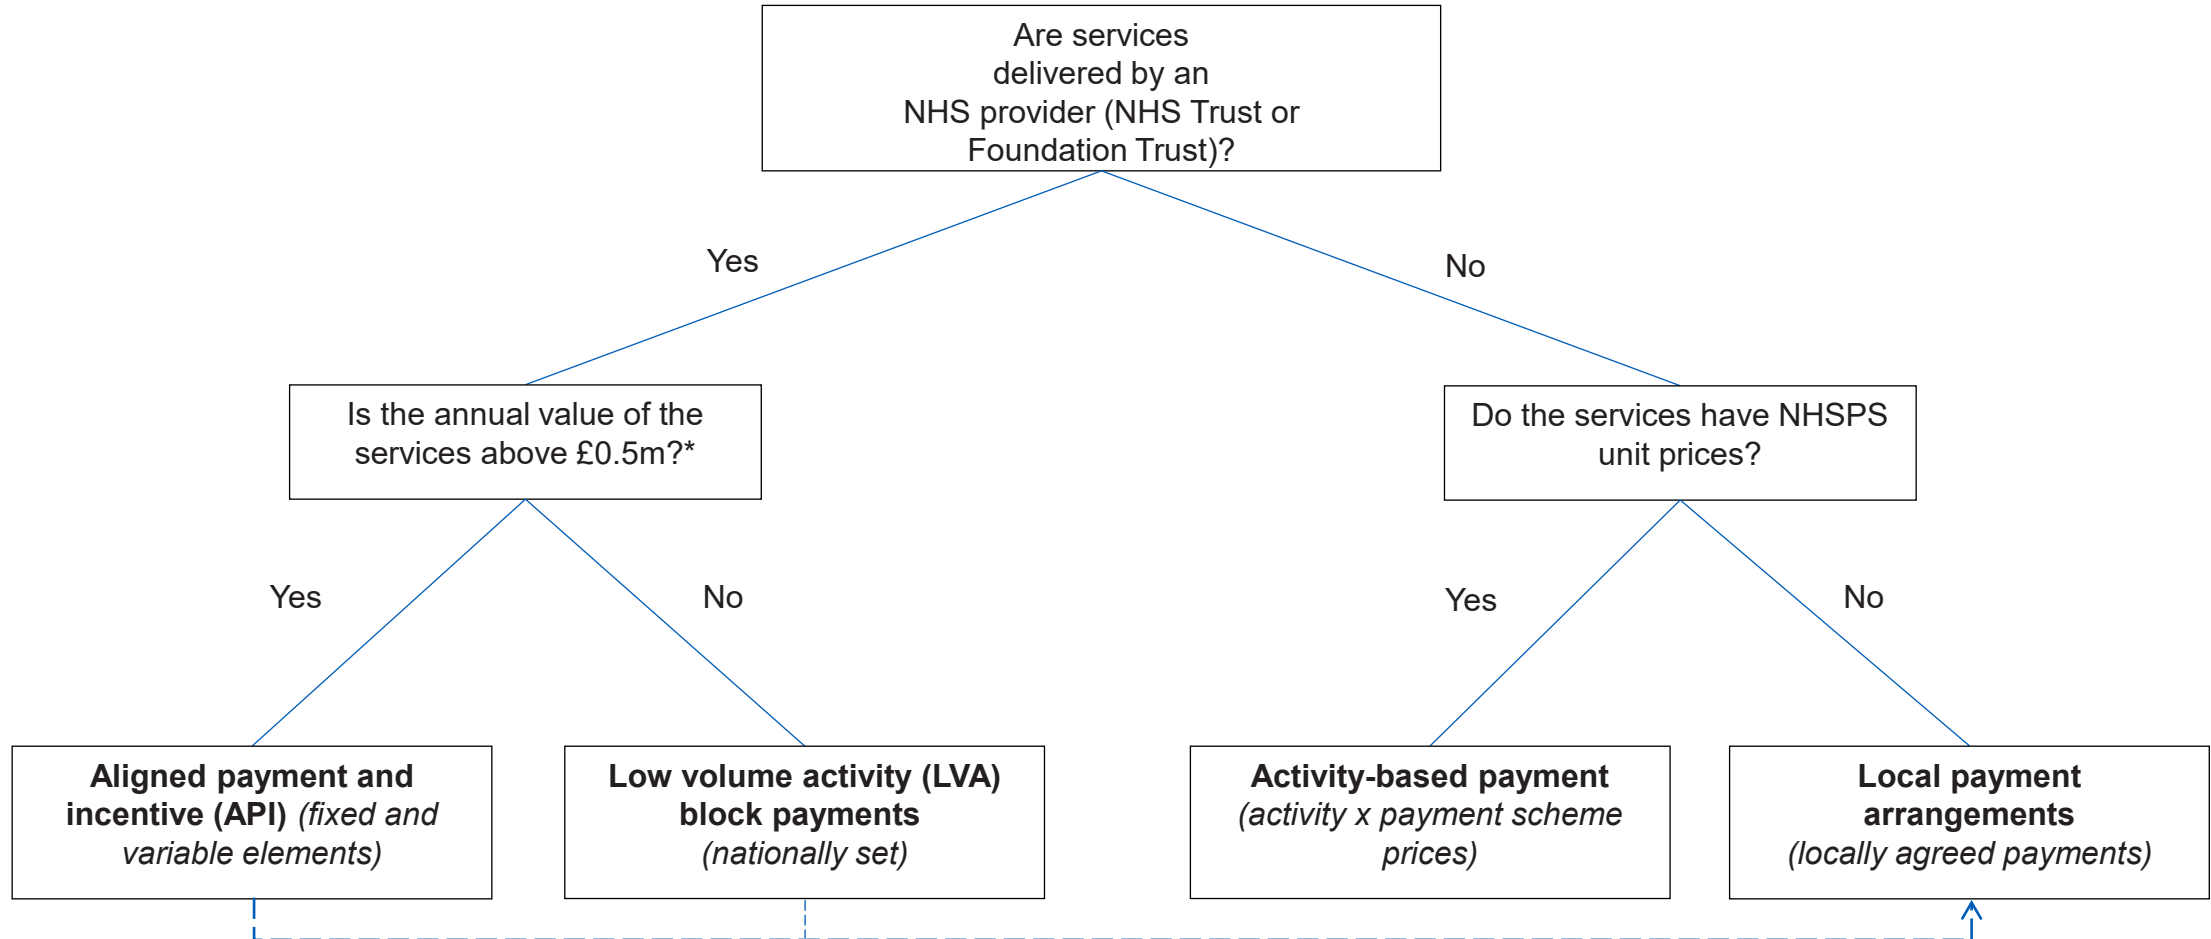 Are services
delivered by an
NHS provider (NHS Trust or
Foundation Trust)?
Yes
No
Is the annual value of the
services above £0.5m?*
Do the services have NHSPS
unit prices?
Yes
No
Yes
No
Aligned payment and
incentive (API) (fixed and
variable elements)
Low volume activity (LVA)
block payments
(nationally set)
Activity-based payment
(activity x payment scheme
prices)
Local payment
arrangements
(locally agreed payments)